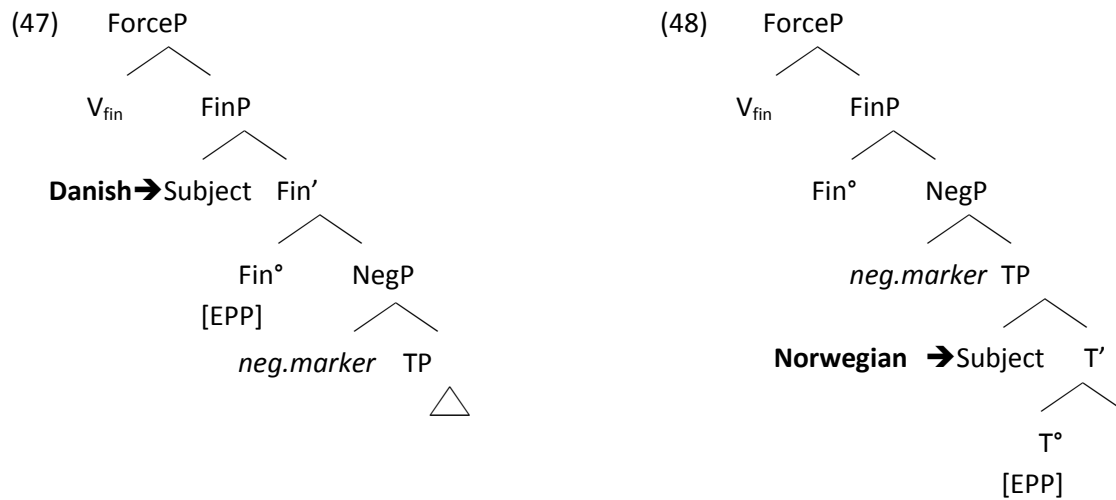 (47) ForceP (48) ForceP
V_fin FinP V_fin FinP
Danish➔Subject Fin’ Fin° NegP
Fin° NegP neg.marker TP
[EPP]
neg.marker TP Norwegian ➔Subject T’
T°
[EPP]